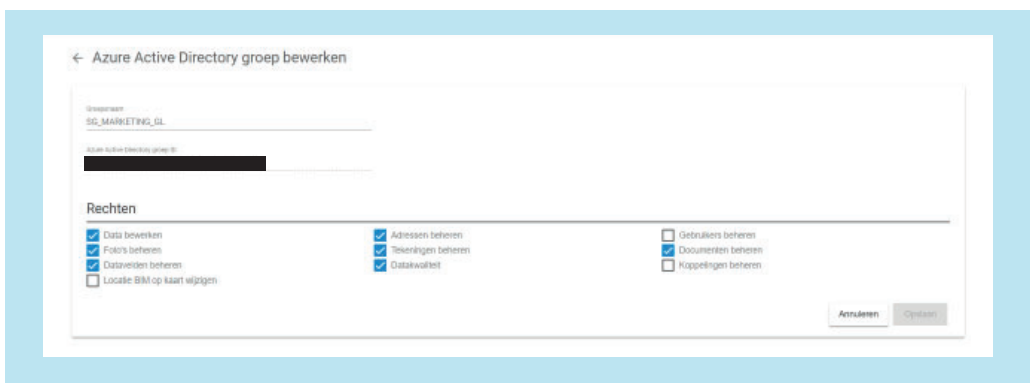 ← Azure Active Directory groep bewerken
Groepsnaam
SG_MARKETING_GL
Azure Active Directory groep ID
Rechten
Data bewerken
Adressen beheren
Gebruikers beheren
Foto's beheren
Tekeningen beheren
Documenten beheren
Datavelden beheren
Datakwaliteit
Koppelingen beheren
Locatie BIM op kaart wijzigen
Annuleren
Opslaan